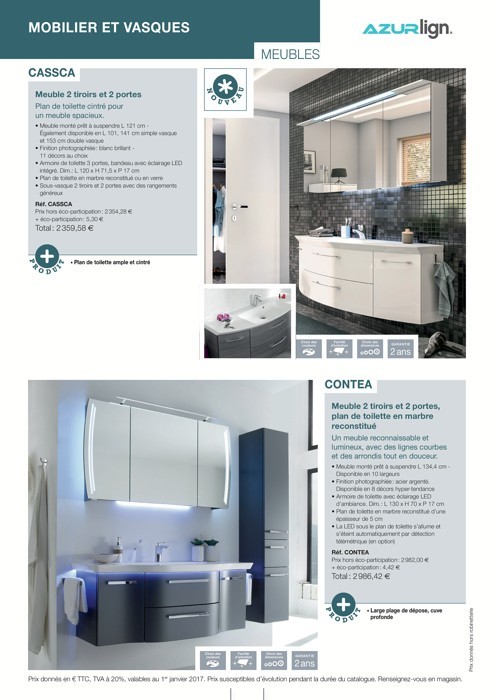 MOBILIER ET VASQUES
AZURlign.
MEUBLES
CASSCA
Meuble 2 tiroirs et 2 portes
Plan de toilette cintré pour
un meuble spacieux.
• Meuble monté prêt à suspendre L 121 cm -
Également disponible en L 101, 141 cm simple vasque
et 153 cm double vasque
• Finition photographiée : blanc brillant -
11 décors au choix
• Armoire de toilette 3 portes, bandeau avec éclairage LED
intégré. Dim. : L 120 x H 71,5 x P 17 cm
• Plan de toilette en marbre reconstitué ou en verre
• Sous-vasque 2 tiroirs et 2 portes avec des rangements
généreux
Réf. CASSCA
Prix hors éco-participation : 2 354,28 €
+ éco-participation : 5,30 €
Total : 2 359,58 €
NOUVEAU
PRODUIT
• Plan de toilette ample et cintré
GARANTIE
2 ans
CONTEA
Meuble 2 tiroirs et 2 portes,
plan de toilette en marbre
reconstitué
Un meuble reconnaissable et
lumineux, avec des lignes courbes
et des arrondis tout en douceur.
• Meuble monté prêt à suspendre L 134,4 cm -
Disponible en 10 largeurs
• Finition photographiée : acier argenté.
Disponible en 8 décors hyper tendance
• Armoire de toilette avec éclairage LED
d'ambiance. Dim. : L 130 x H 70 x P 17 cm
• Plan de toilette en marbre reconstitué d'une
épaisseur de 5 cm
• La LED sous le plan de toilette s'allume et
s'éteint automatiquement par détection
télémétrique (en option)
Réf. CONTEA
Prix hors éco-participation : 2 982,00 €
+ éco-participation : 4,42 €
Total : 2 986,42 €
PRODUIT
• Large plage de dépose, cuve
profonde
GARANTIE
2 ans
Prix donnés hors robinetterie
Prix donnés en € TTC, TVA à 20%, valables au 1er janvier 2017. Prix susceptibles d'évolution pendant la durée du catalogue. Renseignez-vous en magasin.